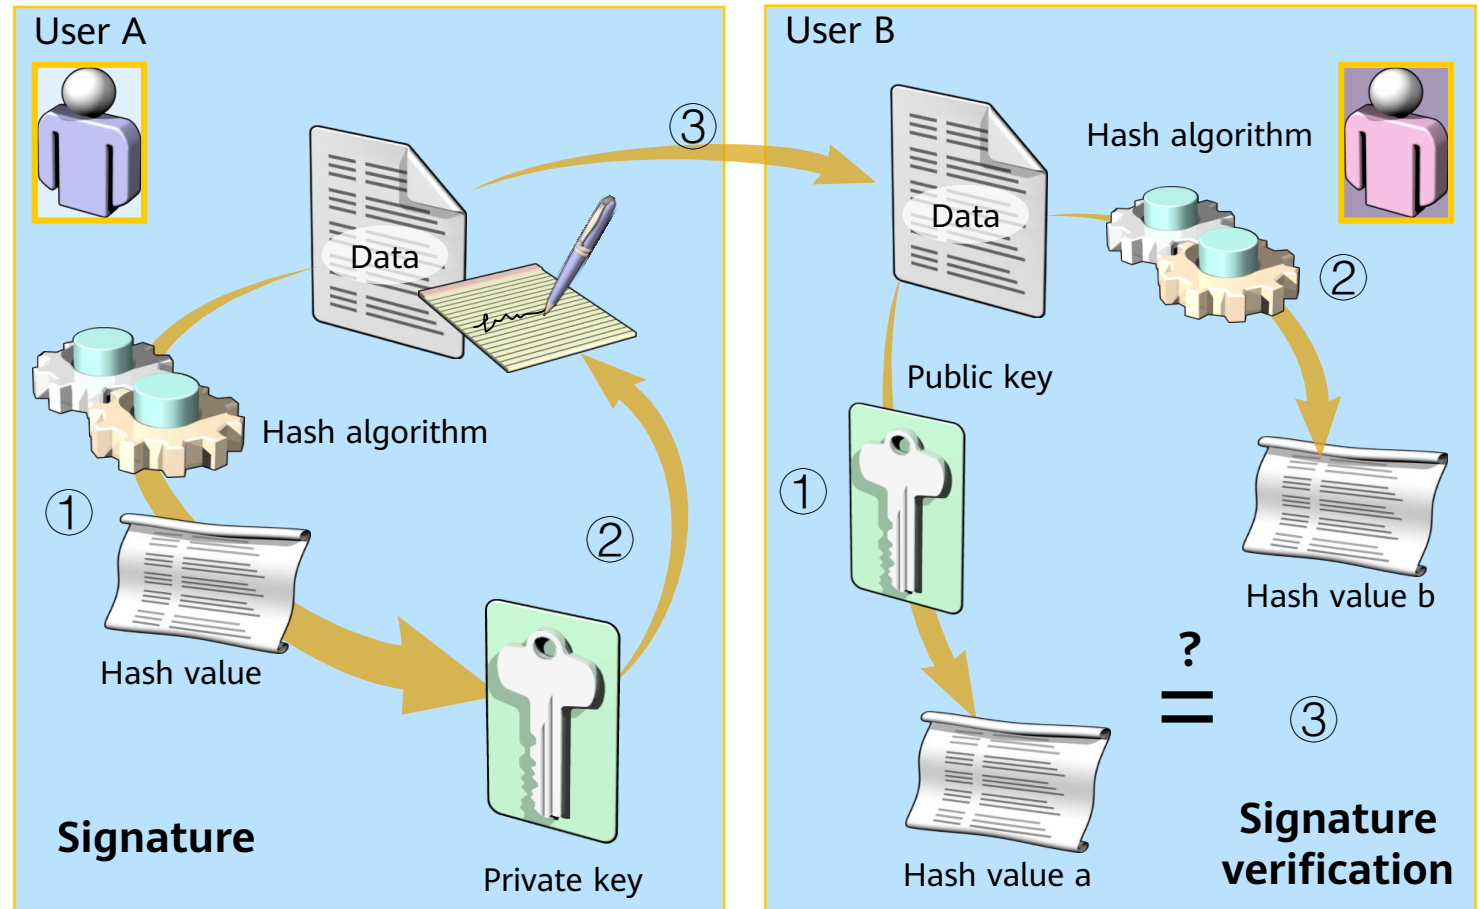 User A
③
Data
Hash algorithm
①
②
Hash value
Signature
Private key
User B
Hash algorithm
Data
②
Public key
①
Hash value b
?
=
③
Hash value a
Signature
verification